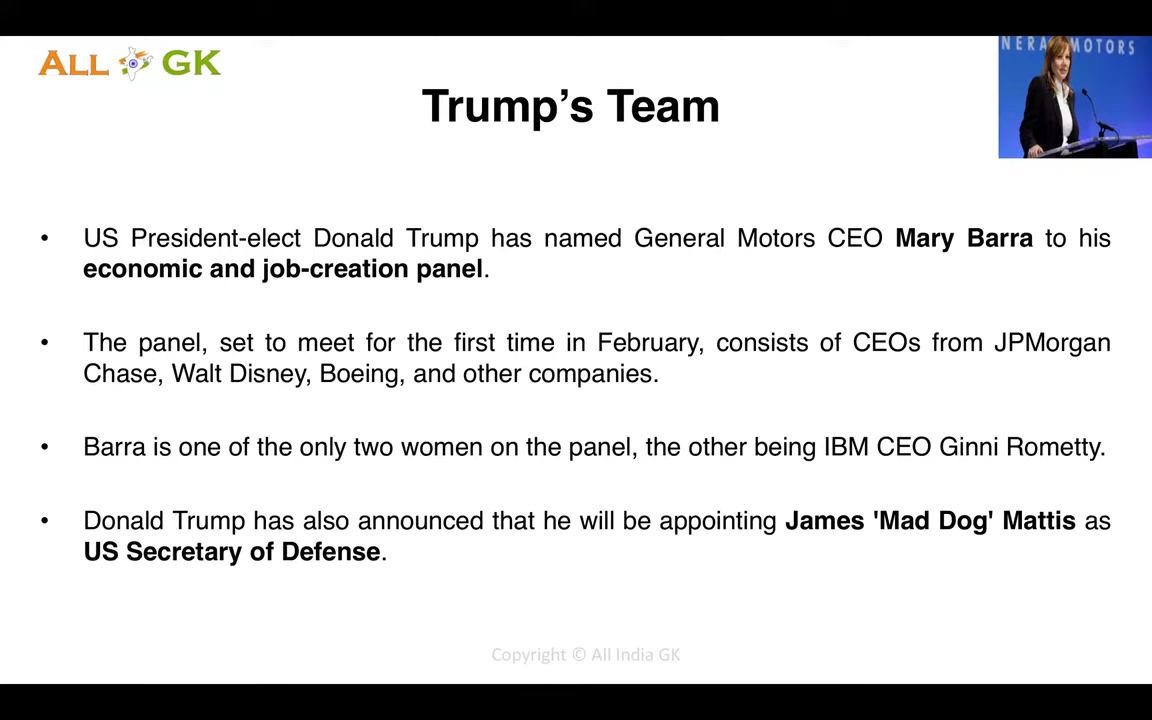 ALL GK
NERAL MOTORS
Trump’s Team
• US President-elect Donald Trump has named General Motors CEO Mary Barra to his
economic and job-creation panel.
• The panel, set to meet for the first time in February, consists of CEOs from JPMorgan
Chase, Walt Disney, Boeing, and other companies.
• Barra is one of the only two women on the panel, the other being IBM CEO Ginni Rometty.
• Donald Trump has also announced that he will be appointing James 'Mad Dog' Mattis as
US Secretary of Defense.
Copyright © All India GK